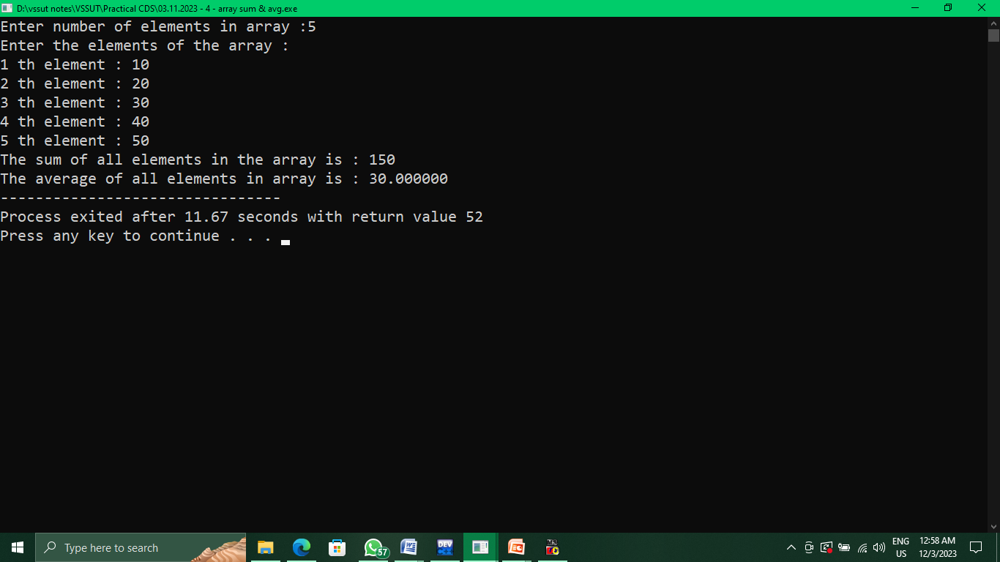 D:\vssut notes\VSSUT\Practical CDS\03.11.2023 - 4 - array sum & avg.exe
Enter number of elements in array :5
Enter the elements of the array :
1 th element : 10
2 th element : 20
3 th element : 30
4 th element : 40
5 th element : 50
The sum of all elements in the array is : 150
The average of all elements in array is : 30.000000
--------------------------------
Process exited after 11.67 seconds with return value 52
Press any key to continue . . .
Type here to search
57
DEV
ENG
US
12:58 AM
12/3/2023